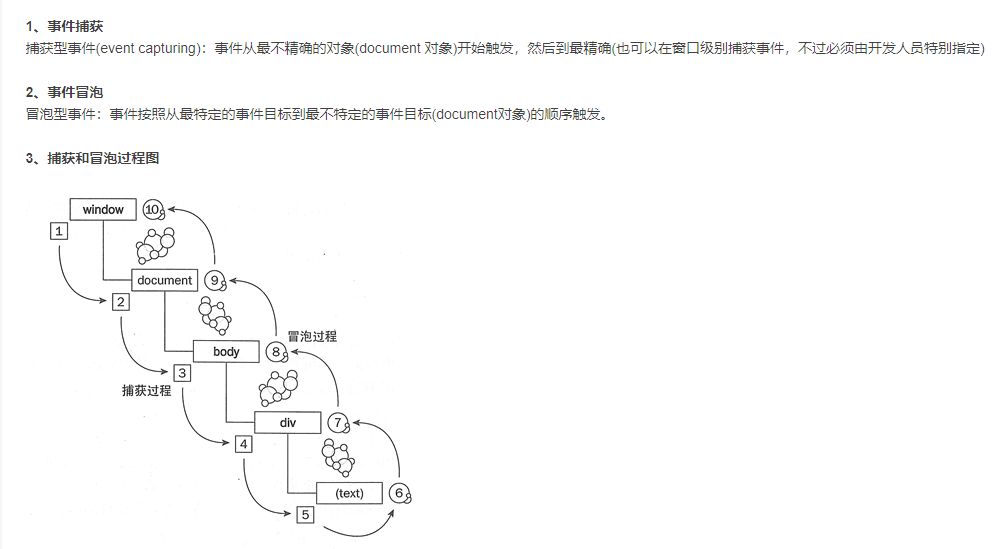 1、事件捕获
捕获型事件(event capturing)：事件从最不精确的对象(document 对象)开始触发，然后到最精确(也可以在窗口级别捕获事件，不过必须由开发人员特别指定)
2、事件冒泡
冒泡型事件：事件按照从最特定的事件目标到最不特定的事件目标(document对象)的顺序触发。
3、捕获和冒泡过程图
window
10
1
document
9
2
冒泡过程
body
8
3
捕获过程
div
7
4
(text)
6
5